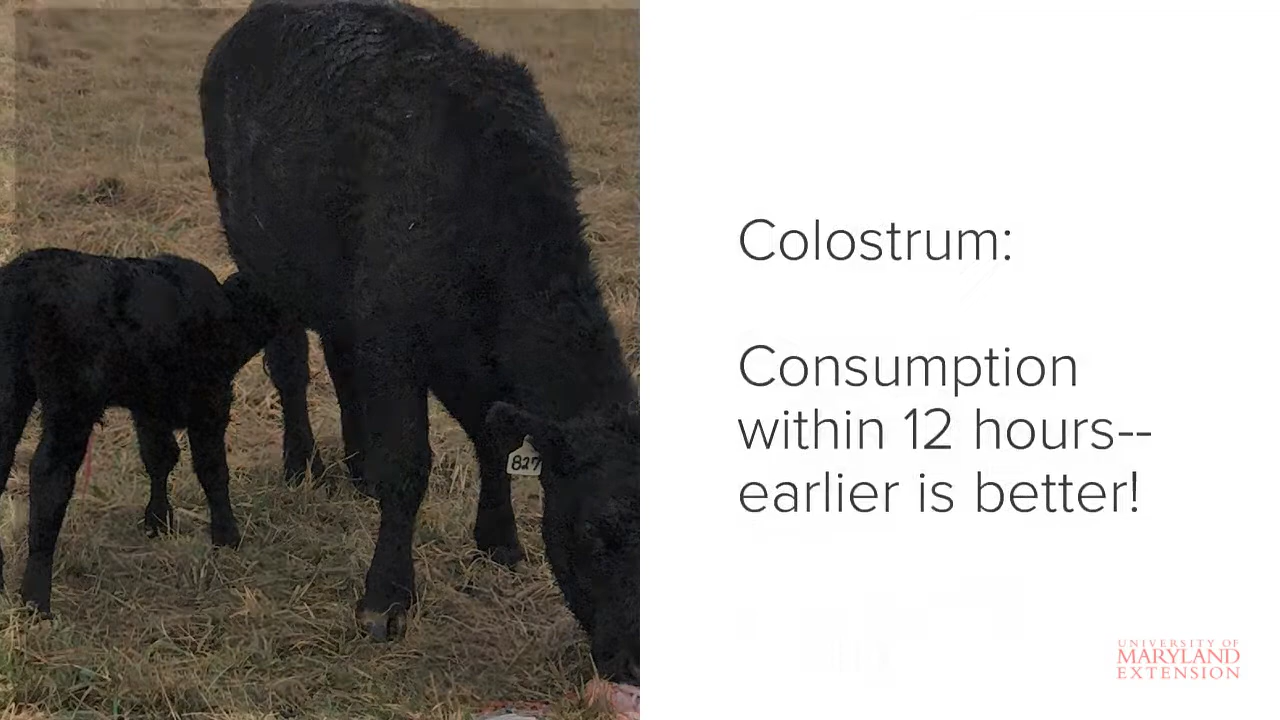 827
Colostrum:
Consumption
within 12 hours--
earlier is better!
UNIVERSITY OF
MARYLAND
EXTENSION